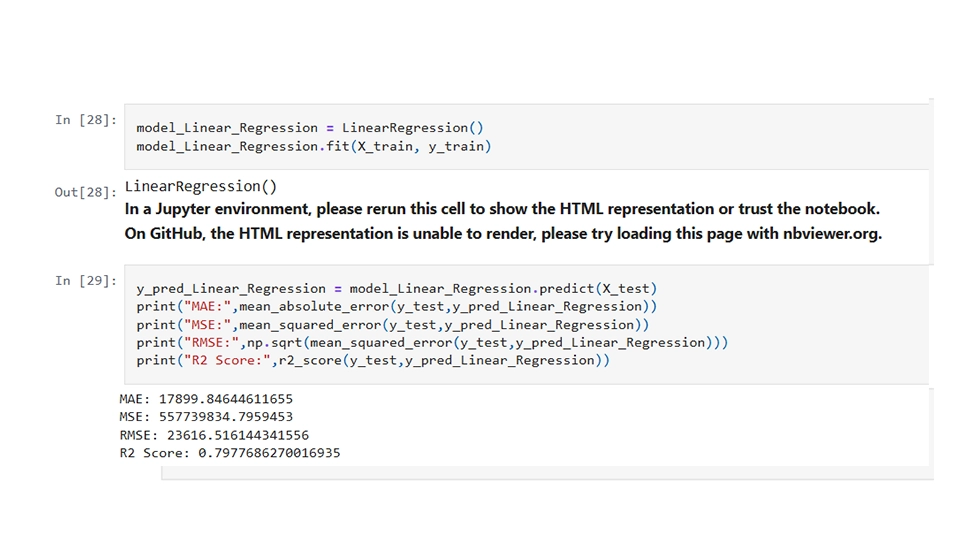 In [28]:
model_Linear_Regression = LinearRegression()
model_Linear_Regression.fit(X_train, y_train)
Out[28]:
LinearRegression()
In a Jupyter environment, please rerun this cell to show the HTML representation or trust the notebook.
On GitHub, the HTML representation is unable to render, please try loading this page with nbviewer.org.
In [29]:
y_pred_Linear_Regression = model_Linear_Regression.predict(X_test)
print("MAE:",mean_absolute_error(y_test,y_pred_Linear_Regression))
print("MSE:",mean_squared_error(y_test,y_pred_Linear_Regression))
print("RMSE:",np.sqrt(mean_squared_error(y_test,y_pred_Linear_Regression)))
print("R2 Score:",r2_score(y_test,y_pred_Linear_Regression))
MAE: 17899.84644611655
MSE: 557739834.7959453
RMSE: 23616.516144341556
R2 Score: 0.7977686270016935